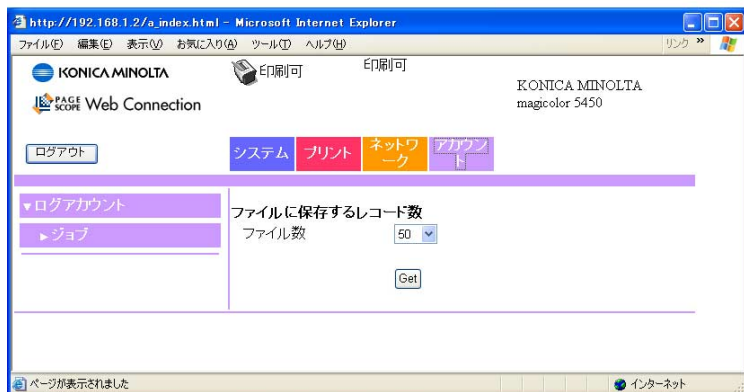 http://192.168.1.2/a_index.html - Microsoft Internet Explorer
ファイル(F) 編集(E) 表示(V) お気に入り(A) ツール(T) ヘルプ(H) リンク »
KONICA MINOLTA
印刷可
印刷可
KONICA MINOLTA
magicolor 5450
PAGE SCOPE Web Connection
ログアウト
システム
プリント
ネットワ
ーク
アカウン
ト
▼ログアカウント
►ジョブ
ファイルに保存するレコード数
ファイル数 50
Get
ページが表示されました
インターネット